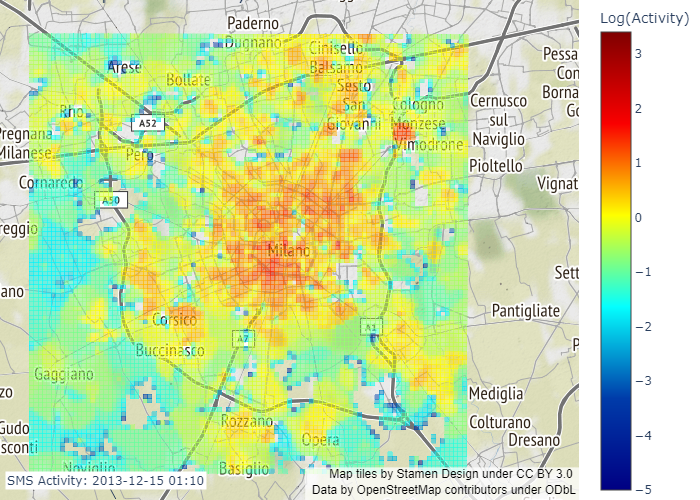 Paderno
Dugnano
Cinisello
Balsamo
Arese
Bollate
Sesto
San
Giovanni
Rho
Cologno
Monzese
Cernusco
sul
Naviglio
Pessa
Con
Borna
Go
A52
Pregnana
Milanese
Pero
Vimodrone
Pioltello
Cornaredo
Vignat
A50
reggio
Milano
Sett
ano
Pantigliate
Corsico
A1
A7
P
Buccinasco
Gaggiano
zo
Mediglia
Rozzano
Colturano
Gudo
sconti
Opera
Dresano
Noviglio
Basiglio
SMS Activity: 2013-12-15 01:10
Map tiles by Stamen Design under CC BY 3.0
Data by OpenStreetMap contributors under ODbL
Log(Activity)
3
2
1
0
−1
−2
−3
−4
−5